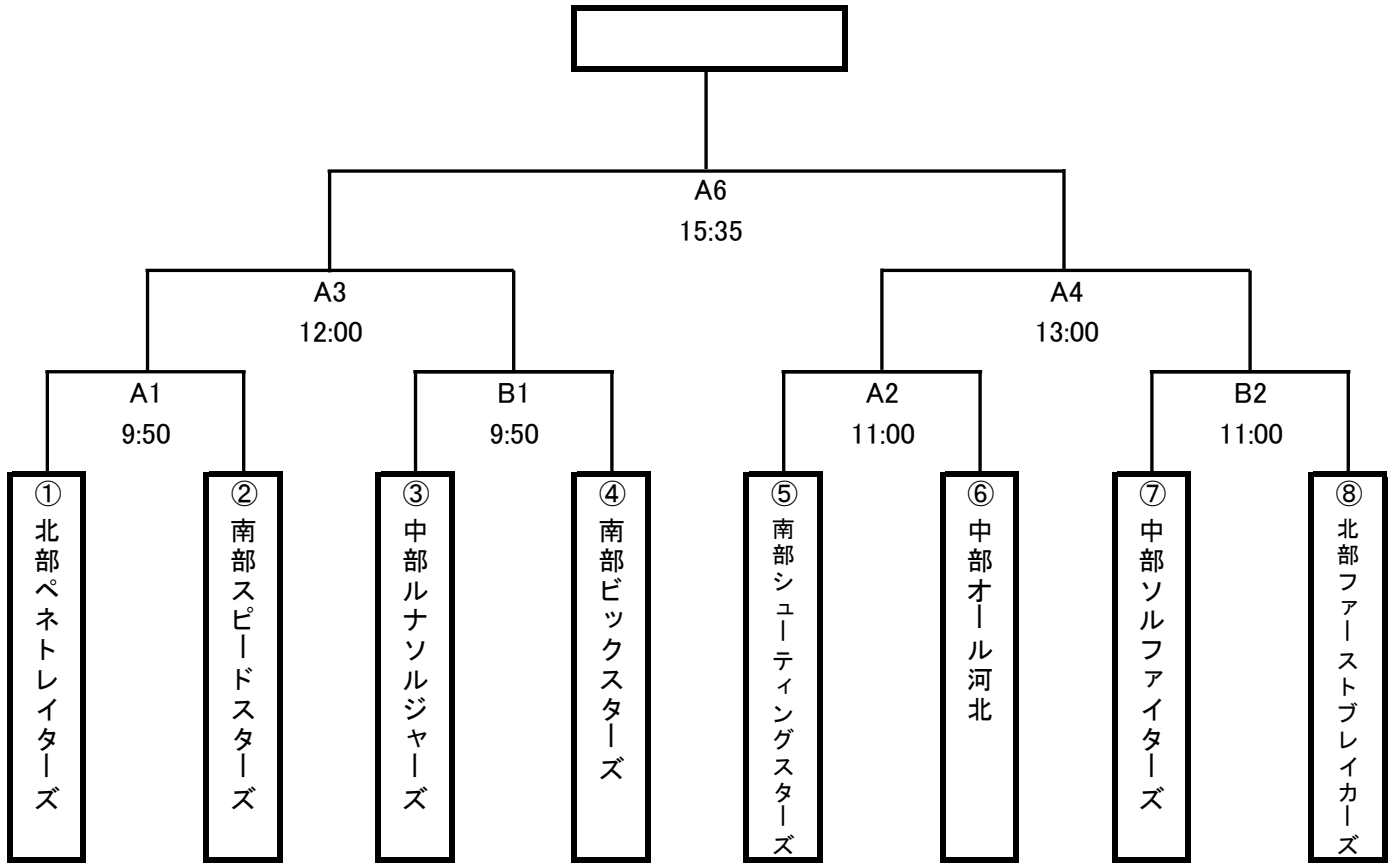 A6
15:35
A3
12:00
A4
13:00
A1
9:50
B1
9:50
A2
11:00
B2
11:00
①北部ペネトレイターズ
②南部スピードスターズ
③中部ルナソルジャーズ
④南部ビックスターズ
⑤南部シューティングスターズ
⑥中部オール河北
⑦中部ソルファイターズ
⑧北部ファーストブレイカーズ